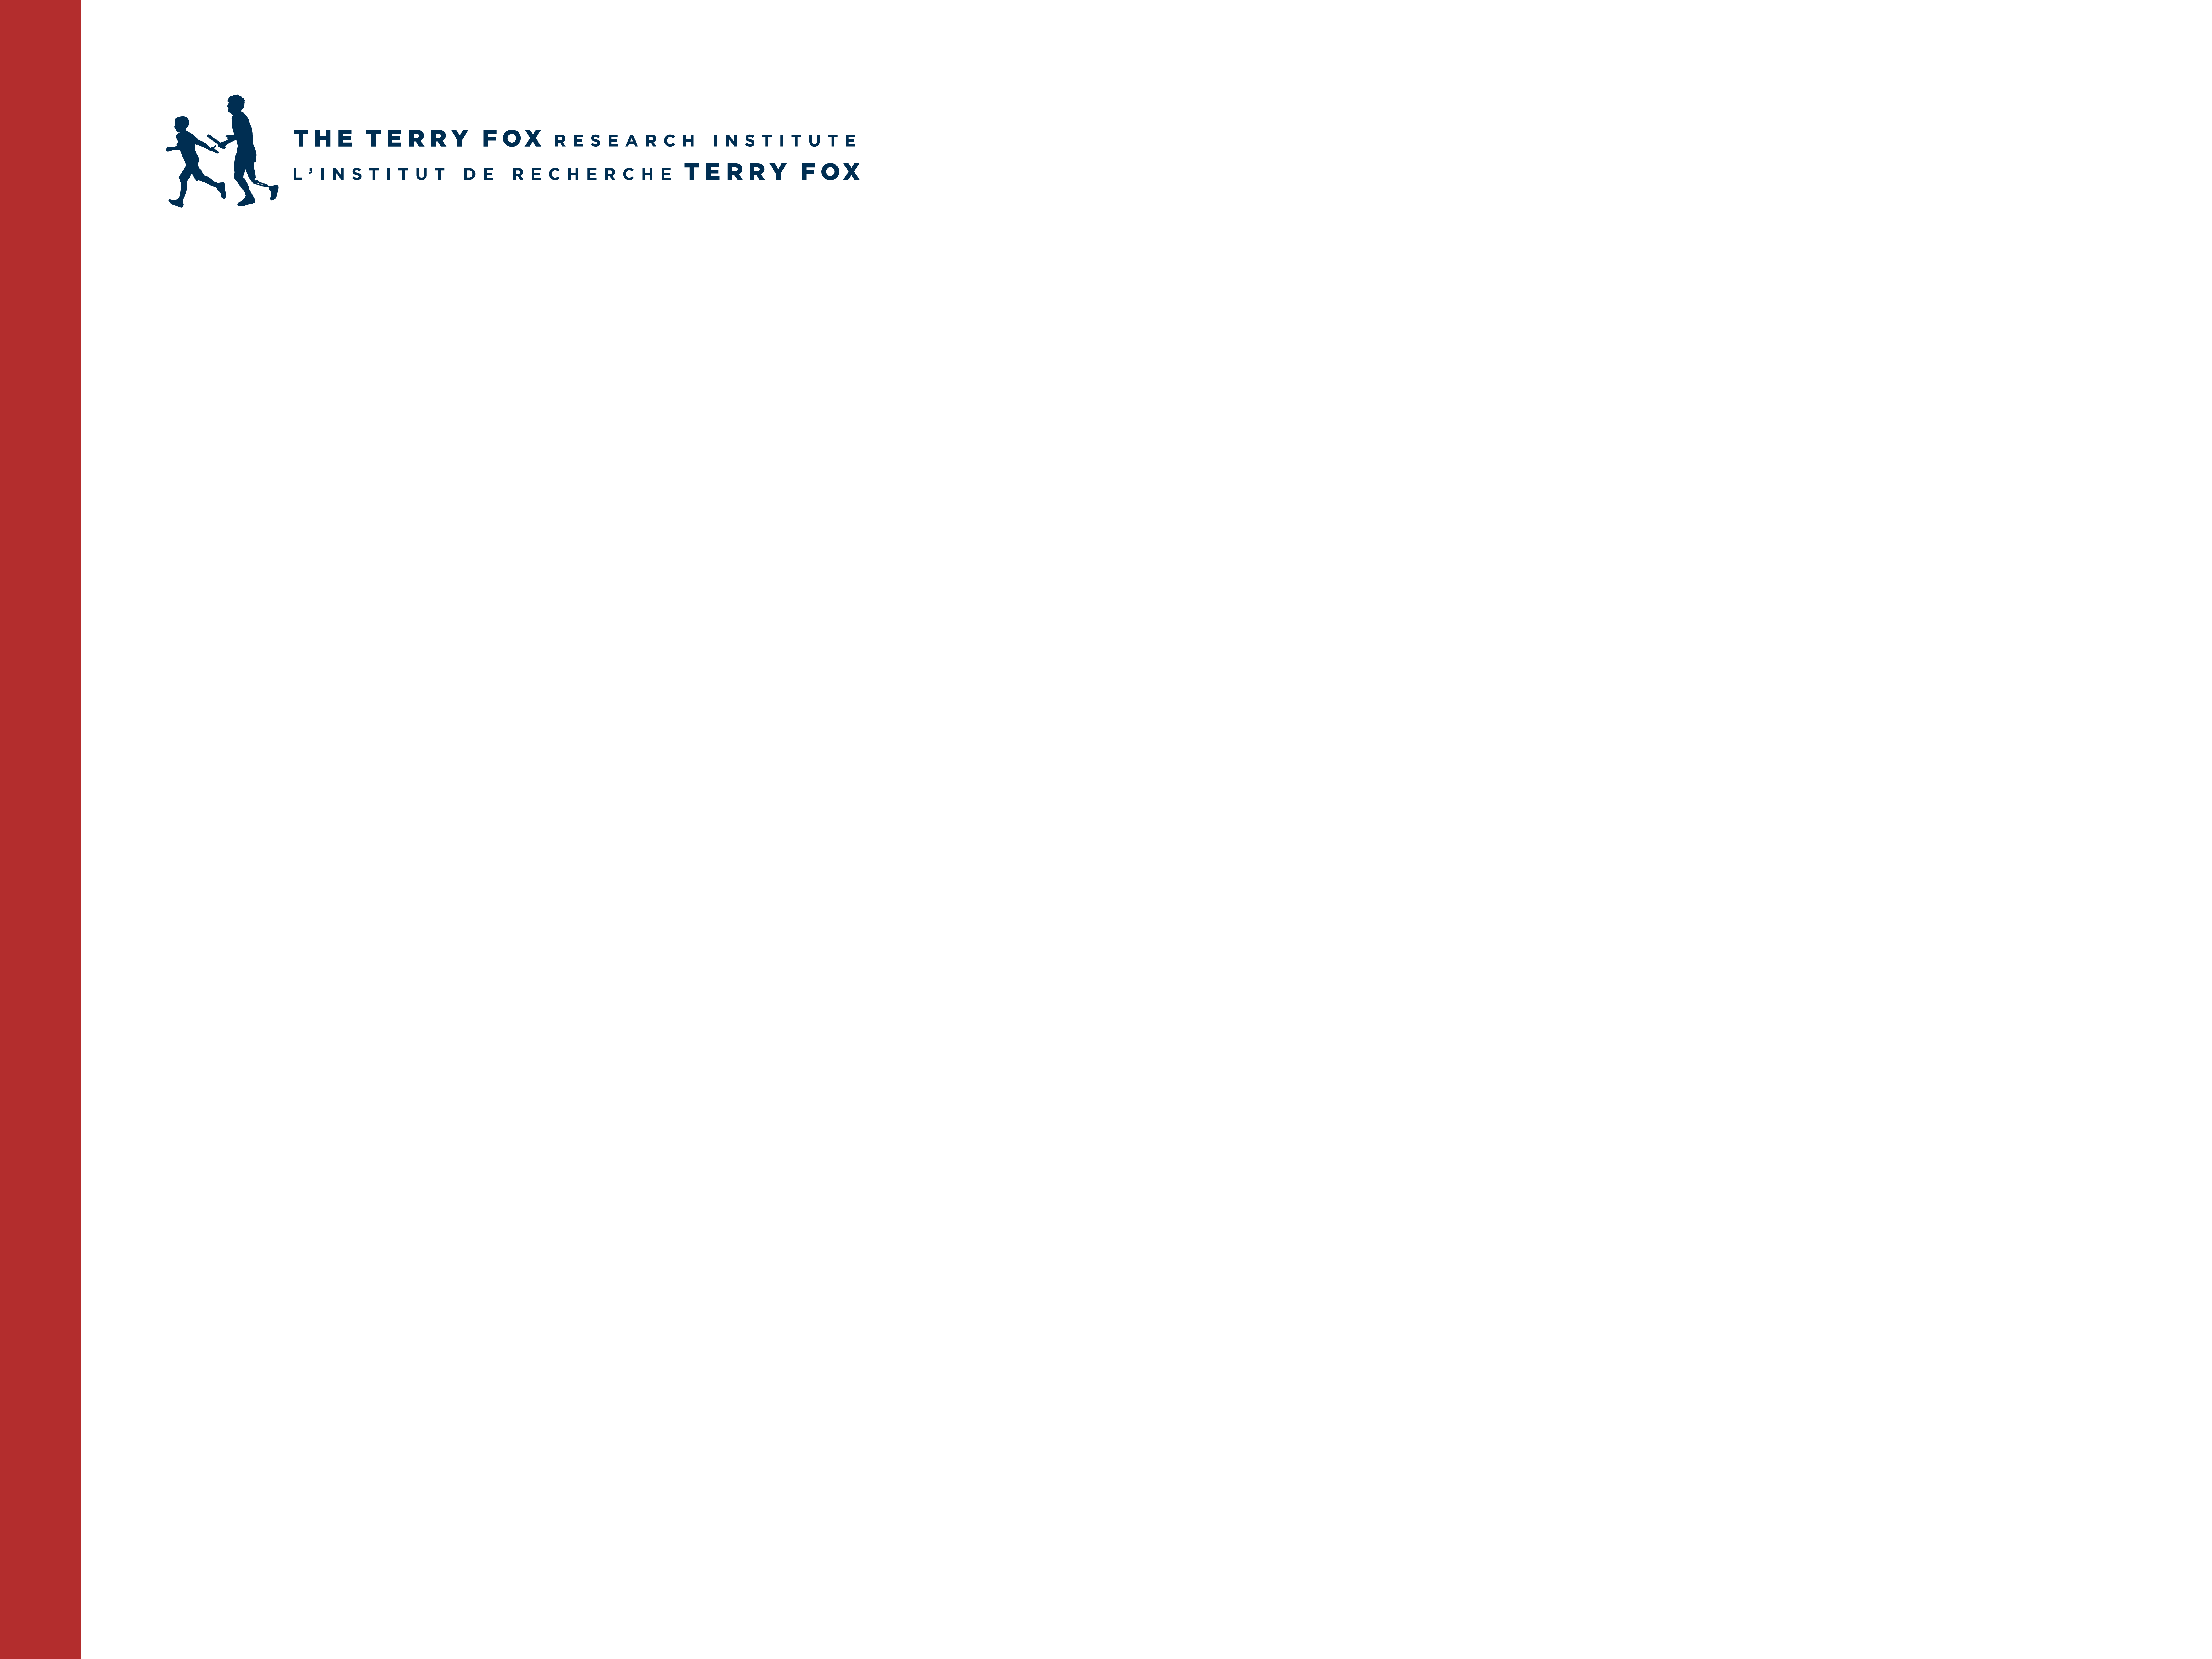 THE TERRY FOX RESEARCH INSTITUTE
L’INSTITUT DE RECHERCHE TERRY FOX